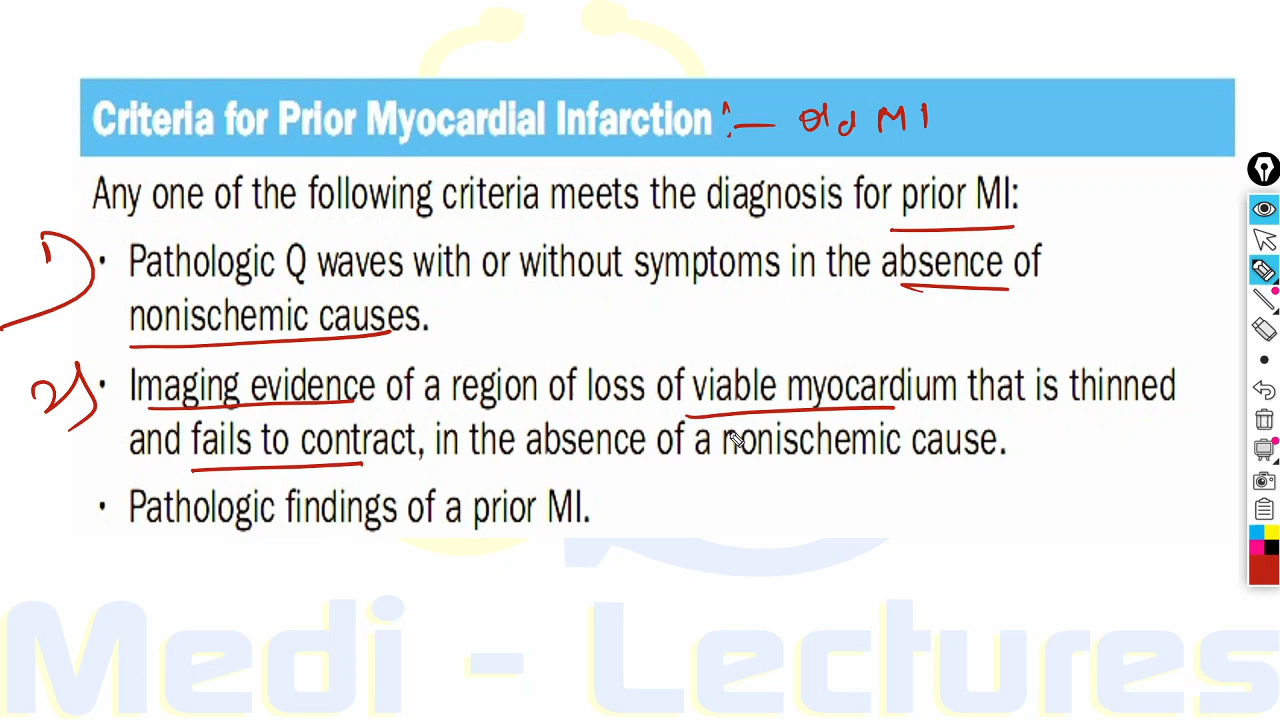 Criteria for Prior Myocardial Infarction :— Old MI
Any one of the following criteria meets the diagnosis for prior MI:
1) • Pathologic Q waves with or without symptoms in the absence of
nonischemic causes.
2) • Imaging evidence of a region of loss of viable myocardium that is thinned
and fails to contract, in the absence of a nonischemic cause.
• Pathologic findings of a prior MI.
Medi - Lectures